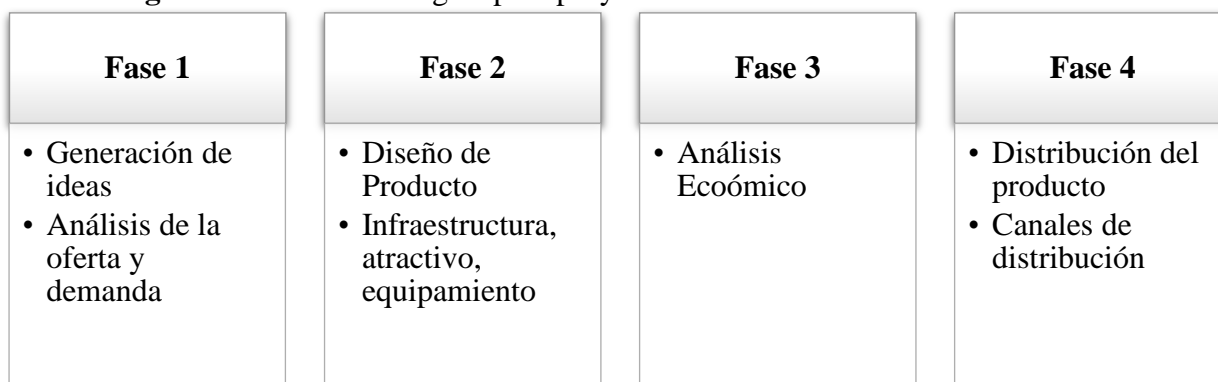 Fase 1
• Generación de
ideas
• Análisis de la
oferta y
demanda
Fase 2
• Diseño de
Producto
• Infraestructura,
atractivo,
equipamiento
Fase 3
• Análisis
Ecoómico
Fase 4
• Distribución del
producto
• Canales de
distribución